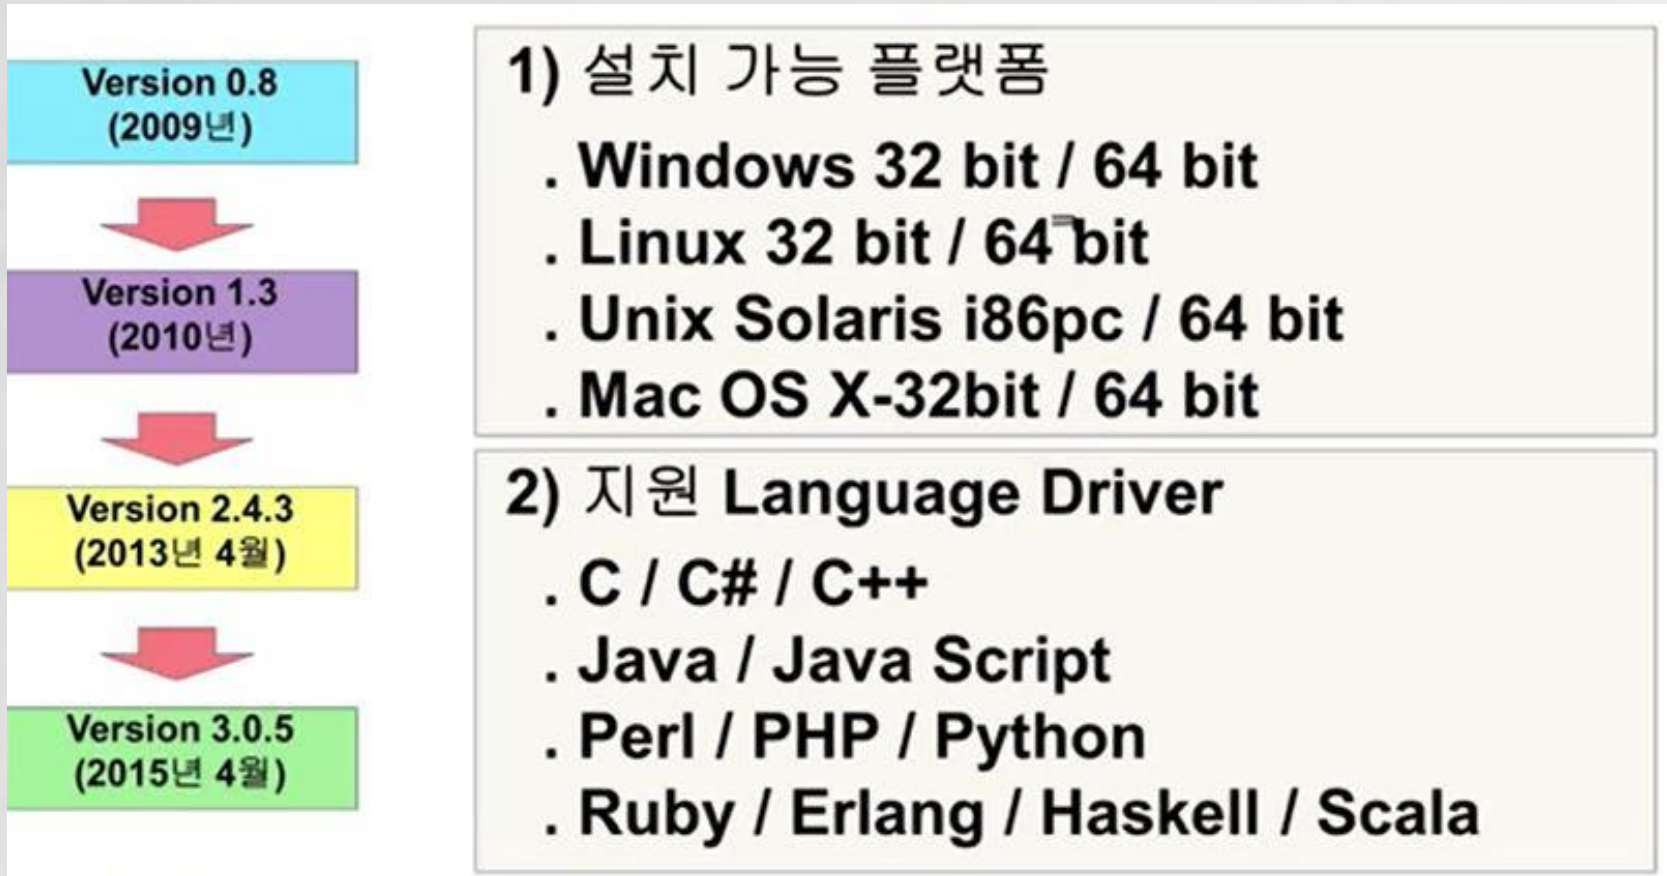 Version 0.8
(2009년)
Version 1.3
(2010년)
Version 2.4.3
(2013년 4월)
Version 3.0.5
(2015년 4월)
1) 설치 가능 플랫폼
. Windows 32 bit / 64 bit
. Linux 32 bit / 64 bit
. Unix Solaris i86pc / 64 bit
. Mac OS X-32bit / 64 bit
2) 지원 Language Driver
. C / C# / C++
. Java / Java Script
. Perl / PHP / Python
. Ruby / Erlang / Haskell / Scala